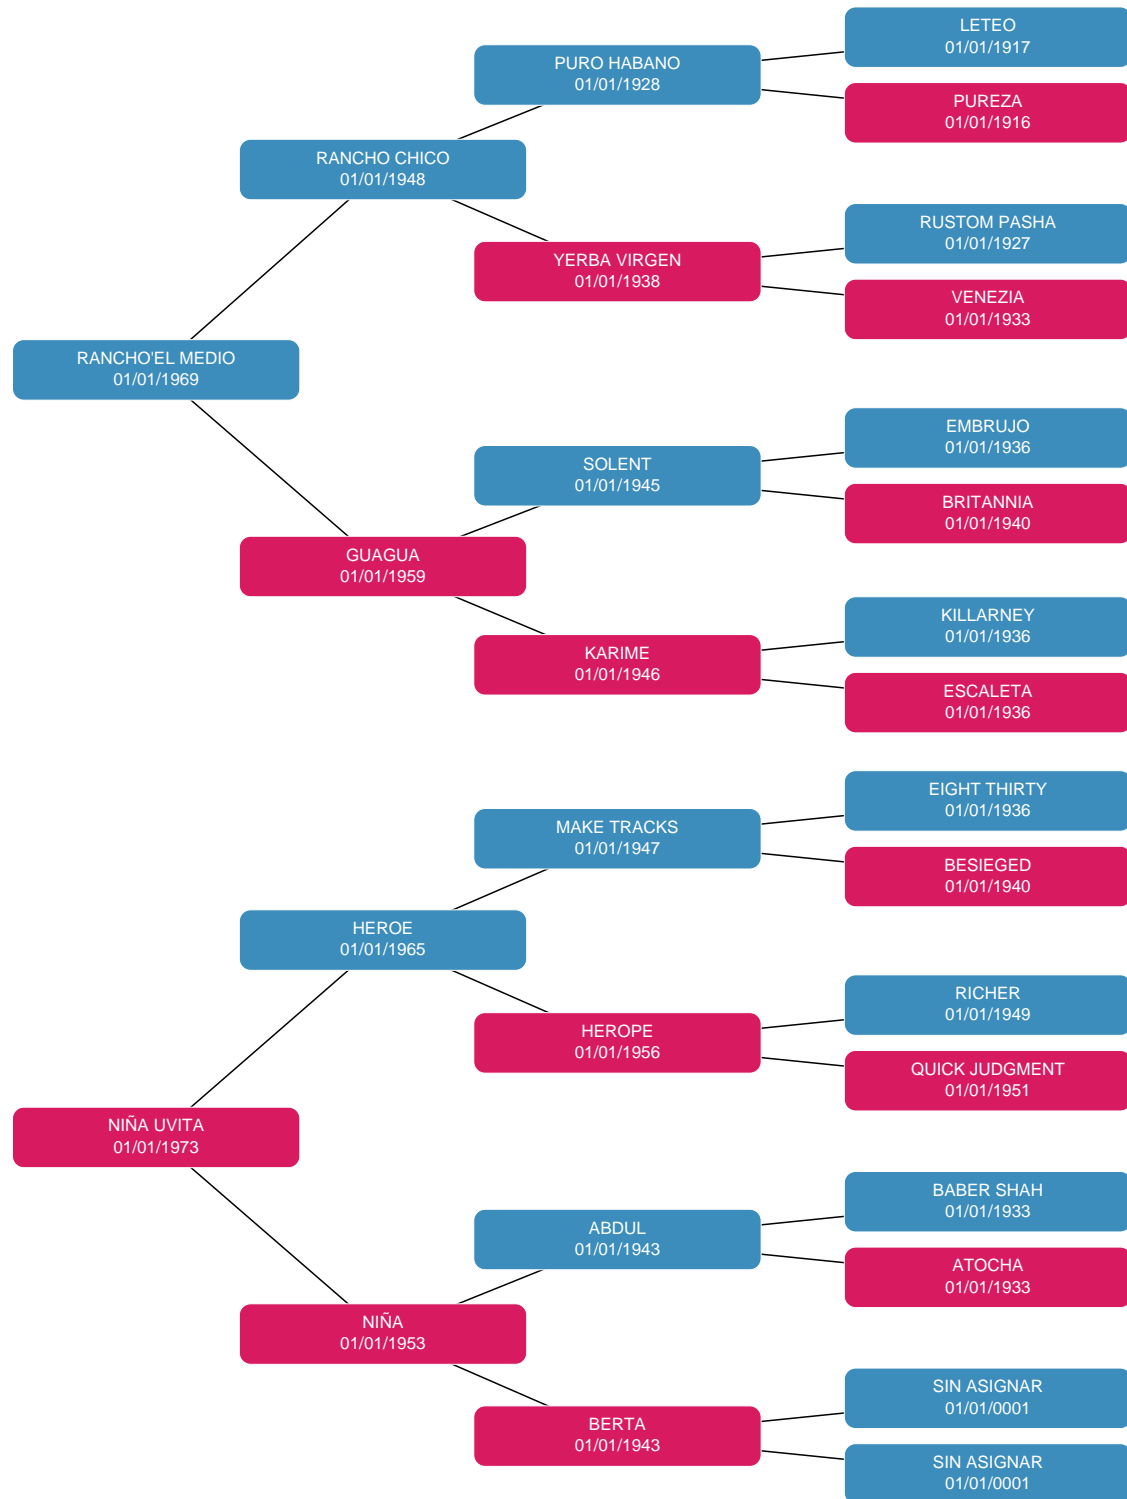 LETEO
01/01/1917
PURO HABANO
01/01/1928
PUREZA
01/01/1916
RANCHO CHICO
01/01/1948
RUSTOM PASHA
01/01/1927
YERBA VIRGEN
01/01/1938
VENEZIA
01/01/1933
RANCHO'EL MEDIO
01/01/1969
EMBRUJO
01/01/1936
SOLENT
01/01/1945
BRITANNIA
01/01/1940
GUAGUA
01/01/1959
KILLARNEY
01/01/1936
KARIME
01/01/1946
ESCALETA
01/01/1936
EIGHT THIRTY
01/01/1936
MAKE TRACKS
01/01/1947
BESIEGED
01/01/1940
HEROE
01/01/1965
RICHER
01/01/1949
HEROPE
01/01/1956
QUICK JUDGMENT
01/01/1951
NIÑA UVITA
01/01/1973
BABER SHAH
01/01/1933
ABDUL
01/01/1943
ATOCHA
01/01/1933
NIÑA
01/01/1953
SIN ASIGNAR
01/01/0001
BERTA
01/01/1943
SIN ASIGNAR
01/01/0001